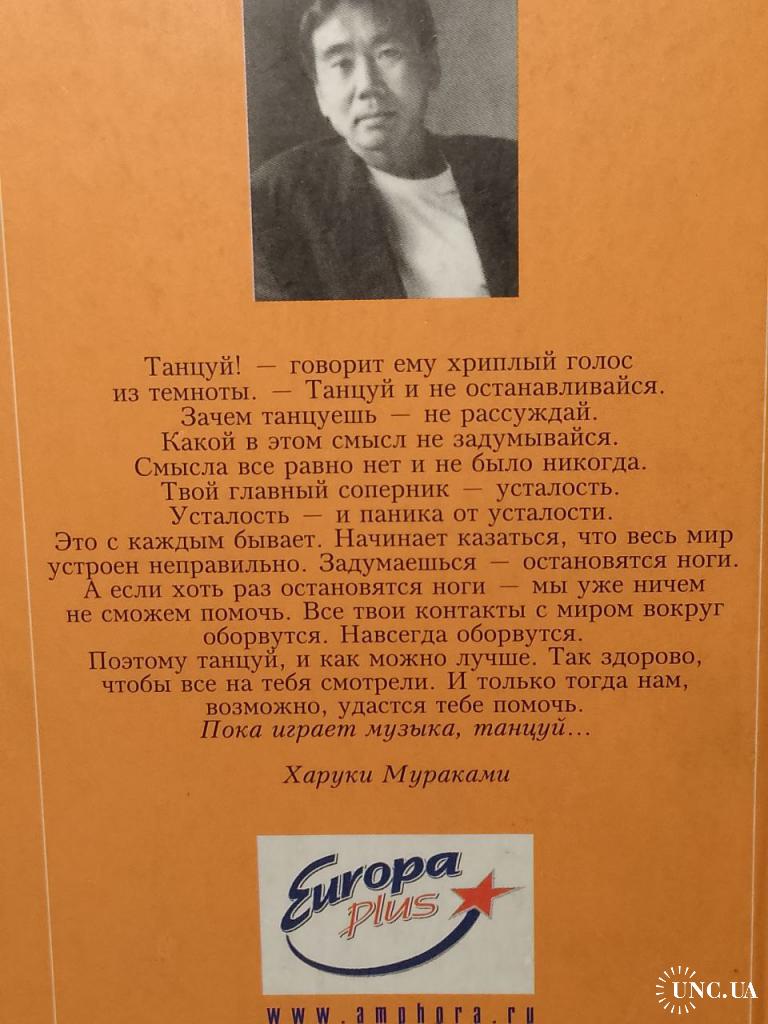 Танцуй! — говорит ему хриплый голос
из темноты. — Танцуй и не останавливайся.
Зачем танцуешь — не рассуждай.
Какой в этом смысл не задумывайся.
Смысла все равно нет и не было никогда.
Твой главный соперник — усталость.
Усталость — и паника от усталости.
Это с каждым бывает. Начинает казаться, что весь мир
устроен неправильно. Задумаешься — остановятся ноги.
А если хоть раз остановятся ноги — мы уже ничем
не сможем помочь. Все твои контакты с миром вокруг
оборвутся. Навсегда оборвутся.
Поэтому танцуй, и как можно лучше. Так здорово,
чтобы все на тебя смотрели. И только тогда нам,
возможно, удастся тебе помочь.
Пока играет музыка, танцуй...
Харуки Мураками
Europa
plus
www.amphora.ru
UNC.UA